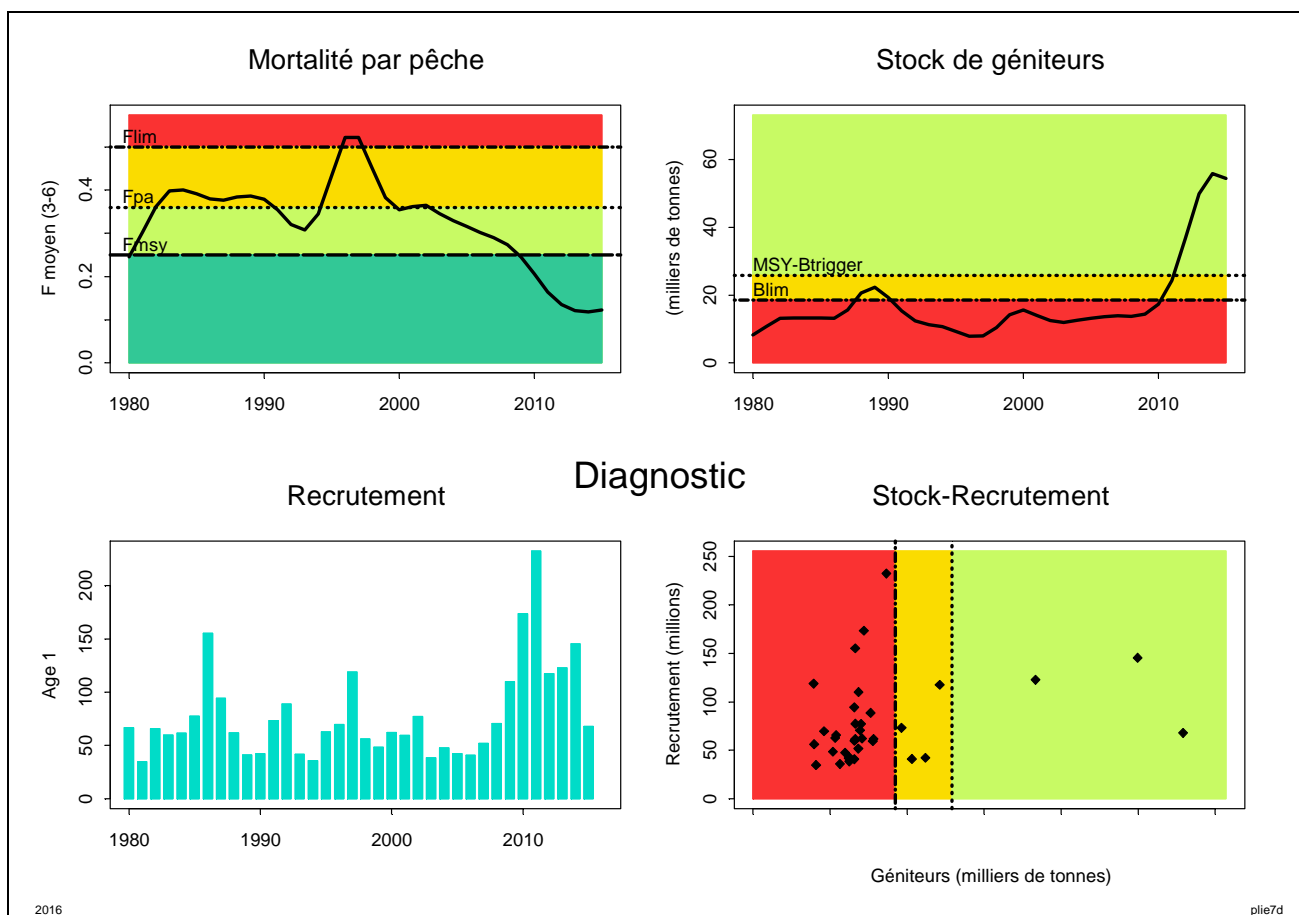 Mortalité par pêche
F moyen (3-6)
0.0
0.2
0.4
Flim
Fpa
Fmsy
1980
1990
2000
2010
Stock de géniteurs
(milliers de tonnes)
0
20
40
60
MSY-Btrigger
Blim
1980
1990
2000
2010
Diagnostic
Recrutement
Age 1
0
50
100
150
200
1980
1990
2000
2010
Stock-Recrutement
Recrutement (millions)
0
50
100
150
200
250
Géniteurs (milliers de tonnes)
2016
plie7d